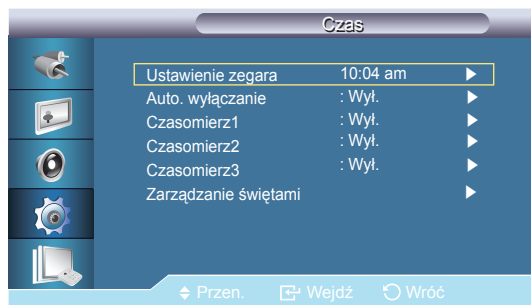 Czas
Ustawienie zegara 10:04 am
Auto. wyłączanie : Wył.
Czasomierz1 : Wył.
Czasomierz2 : Wył.
Czasomierz3 : Wył.
Zarządzanie świętami
Przen. Wejdź Wróć